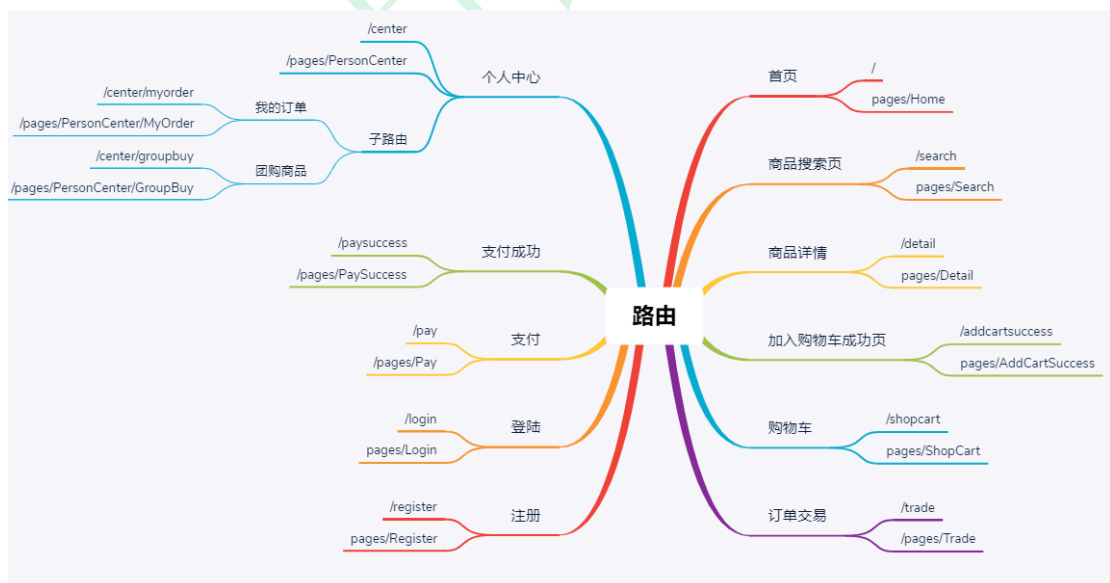 路由
首页
/
pages/Home
商品搜索页
/search
pages/Search
商品详情
/detail
pages/Detail
加入购物车成功页
/addcartsuccess
pages/AddCartSuccess
购物车
/shopcart
pages/ShopCart
订单交易
/trade
/pages/Trade
个人中心
/center
/pages/PersonCenter
子路由
我的订单
/center/myorder
/pages/PersonCenter/MyOrder
团购商品
/center/groupbuy
/pages/PersonCenter/GroupBuy
支付成功
/paysuccess
/pages/PaySuccess
支付
/pay
/pages/Pay
登陆
/login
pages/Login
注册
/register
pages/Register